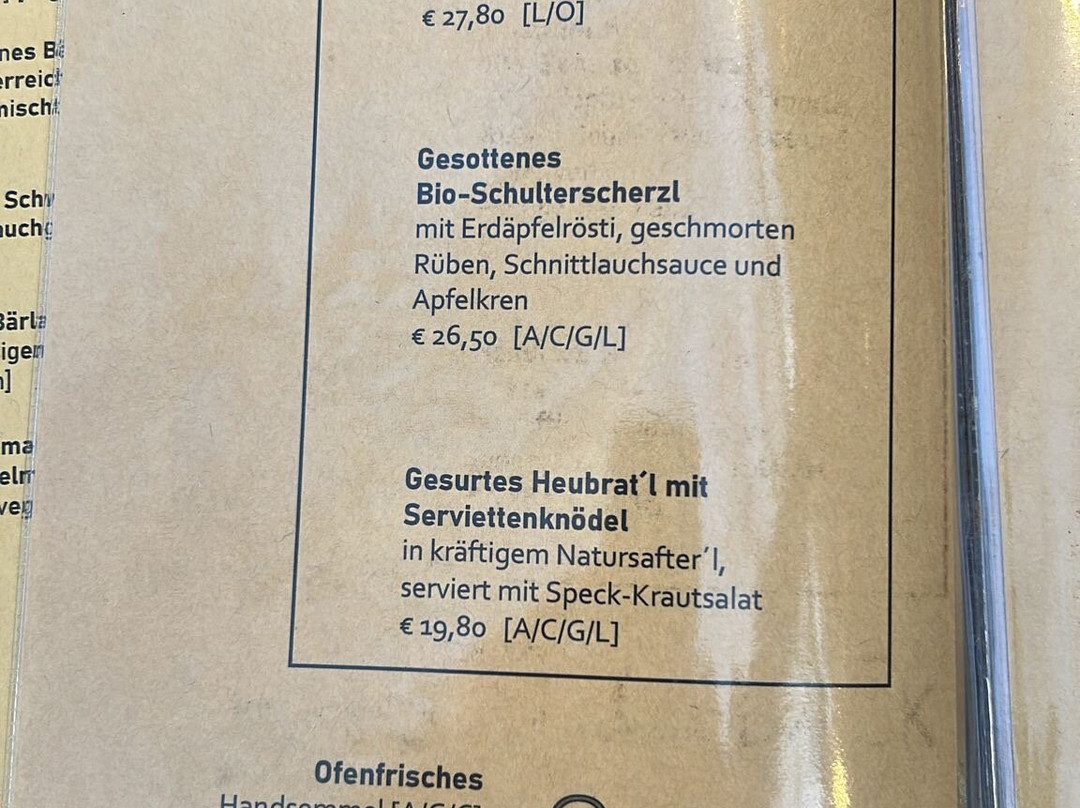 € 27,80 [L/O]
Gesottenes
Bio-Schulterscherzl
mit Erdäpfelrösti, geschmorten
Rüben, Schnittlauchsauce und
Apfelkren
€ 26,50 [A/C/G/L]
Gesurtes Heubrat´l mit
Serviettenknödel
in kräftigem Natursafter´l,
serviert mit Speck-Krautsalat
€ 19,80 [A/C/G/L]
Ofenfrisches